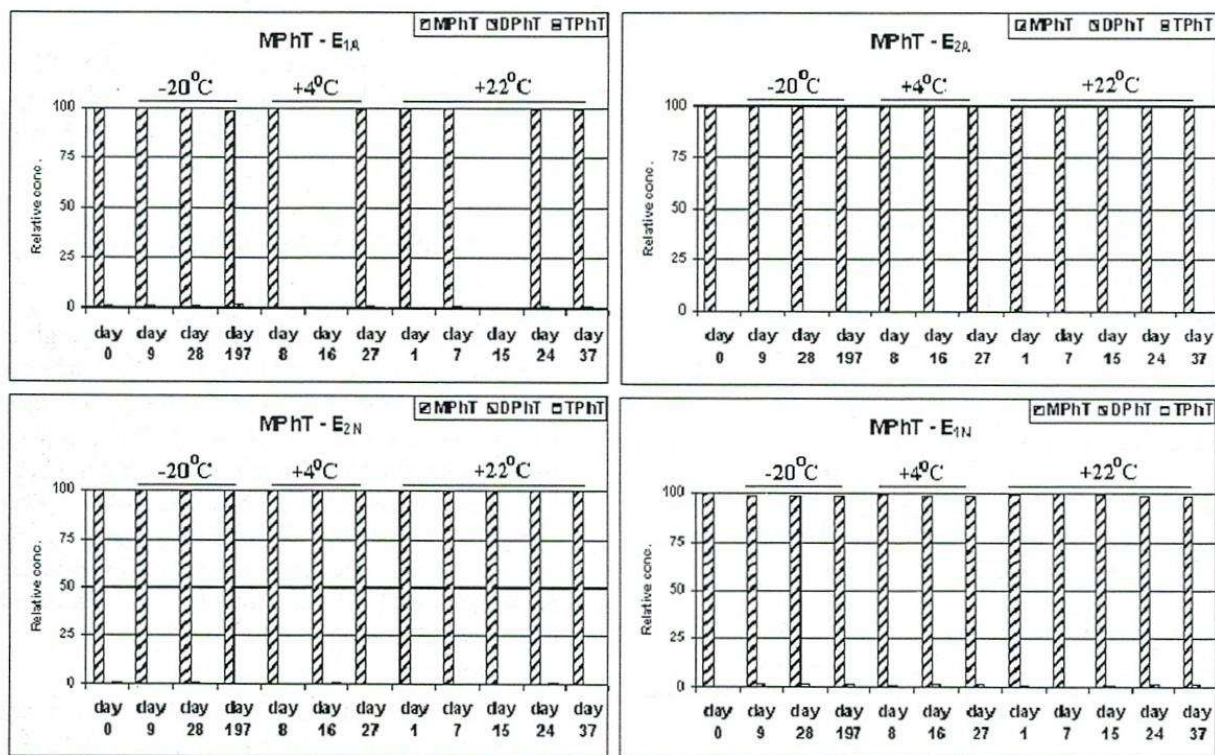 MPhT DPhT TPhT
MPhT - E1A
-20°C +4°C +22°C
Relative conc.
100
75
50
25
0
day day day day day day day day day day day day
0 9 28 197 8 16 27 1 7 15 24 37
MPhT DPhT TPhT
MPhT - E2A
-20°C +4°C +22°C
Relative conc.
100
75
50
25
0
day day day day day day day day day day day day
0 9 28 197 8 16 27 1 7 15 24 37
MPhT DPhT TPhT
MPhT - E2N
-20°C +4°C +22°C
Relative conc.
100
75
50
25
0
day day day day day day day day day day day day
0 9 28 197 8 16 27 1 7 15 24 37
MPhT DPhT TPhT
MPhT - E1N
-20°C +4°C +22°C
Relative conc.
100
75
50
25
0
day day day day day day day day day day day day
0 9 28 197 8 16 27 1 7 15 24 37